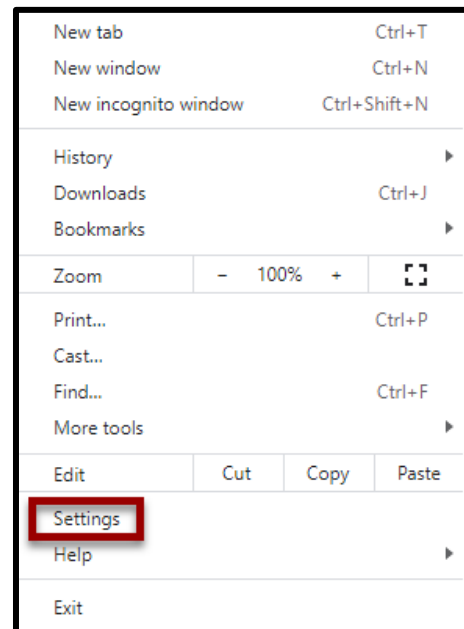 New tab Ctrl+T
New window Ctrl+N
New incognito window Ctrl+Shift+N
History
Downloads Ctrl+J
Bookmarks
Zoom - 100% +
Print... Ctrl+P
Cast...
Find... Ctrl+F
More tools
Edit Cut Copy Paste
Settings
Help
Exit